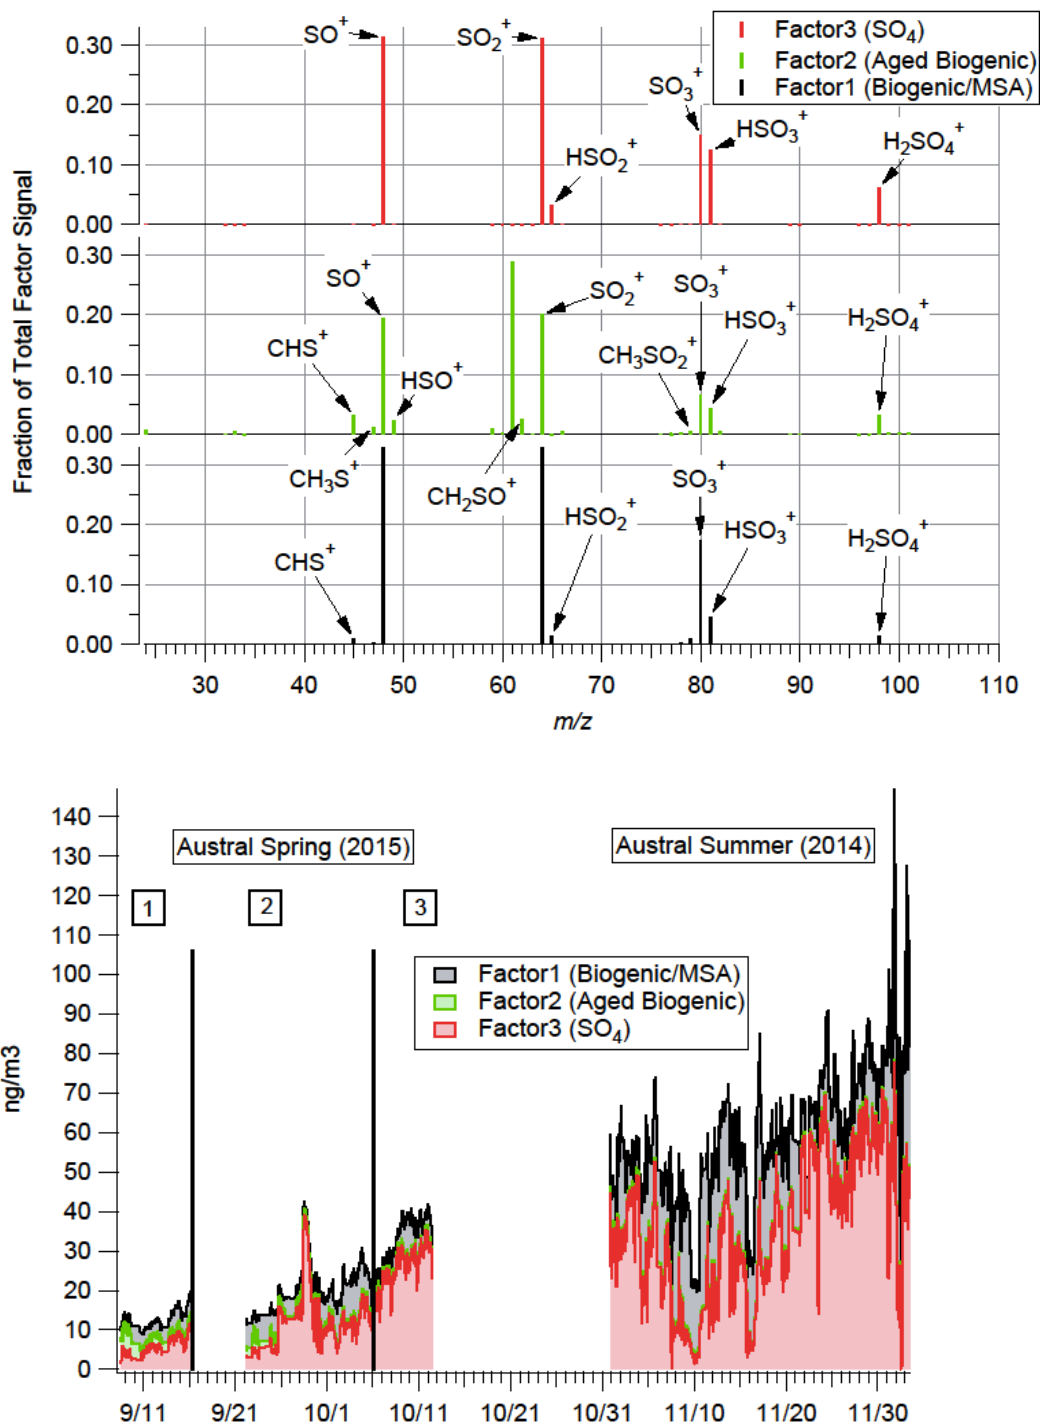 Factor3 (SO4)
Factor2 (Aged Biogenic)
Factor1 (Biogenic/MSA)
Fraction of Total Factor Signal
0.30
0.20
0.10
0.00
SO+
SO2+
HSO2+
SO3+
HSO3+
H2SO4+
0.30
0.20
0.10
0.00
CHS+
SO+
HSO+
CH3S+
CH2SO+
SO2+
CH3SO2+
SO3+
HSO3+
H2SO4+
0.30
0.20
0.10
0.00
CHS+
HSO2+
SO3+
HSO3+
H2SO4+
30 40 50 60 70 80 90 100 110
m/z
ng/m3
140
130
120
110
100
90
80
70
60
50
40
30
20
10
0
Austral Spring (2015)
Austral Summer (2014)
1 2 3
Factor1 (Biogenic/MSA)
Factor2 (Aged Biogenic)
Factor3 (SO4)
9/11 9/21 10/1 10/11 10/21 10/31 11/10 11/20 11/30